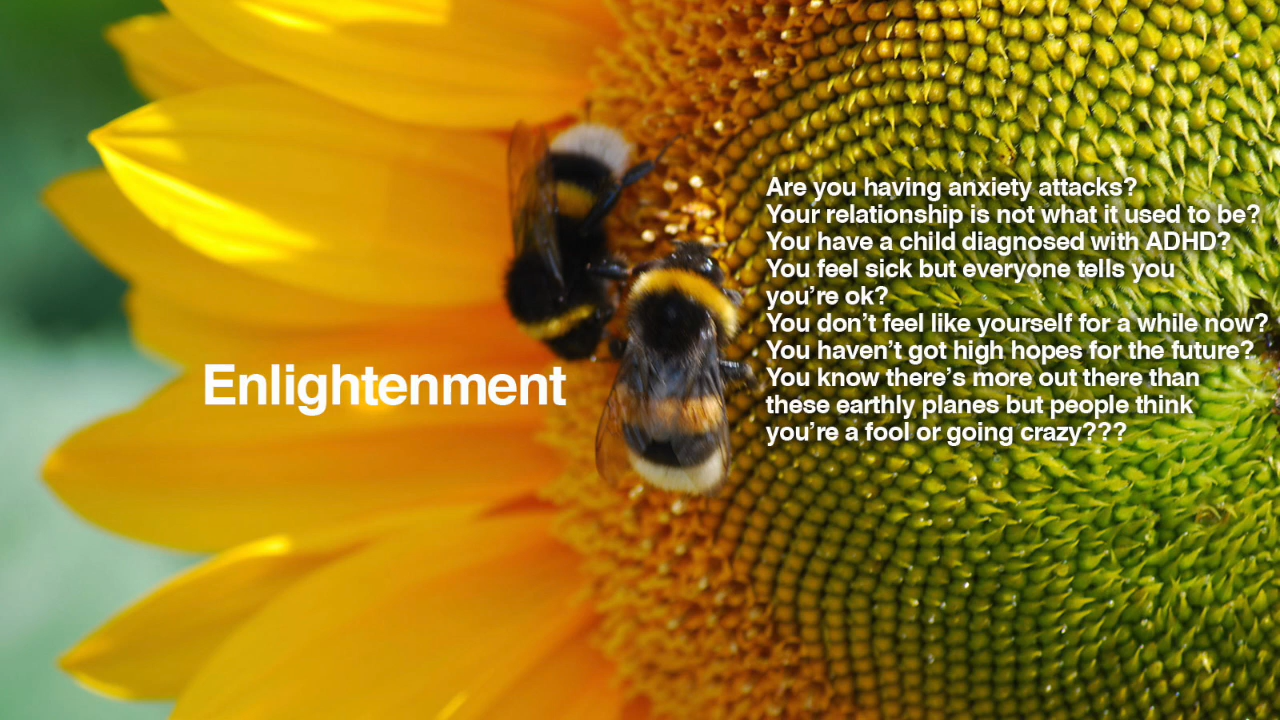 Enlightenment
Are you having anxiety attacks?
Your relationship is not what it used to be?
You have a child diagnosed with ADHD?
You feel sick but everyone tells you
you’re ok?
You don’t feel like yourself for a while now?
You haven’t got high hopes for the future?
You know there’s more out there than
these earthly planes but people think
you’re a fool or going crazy???